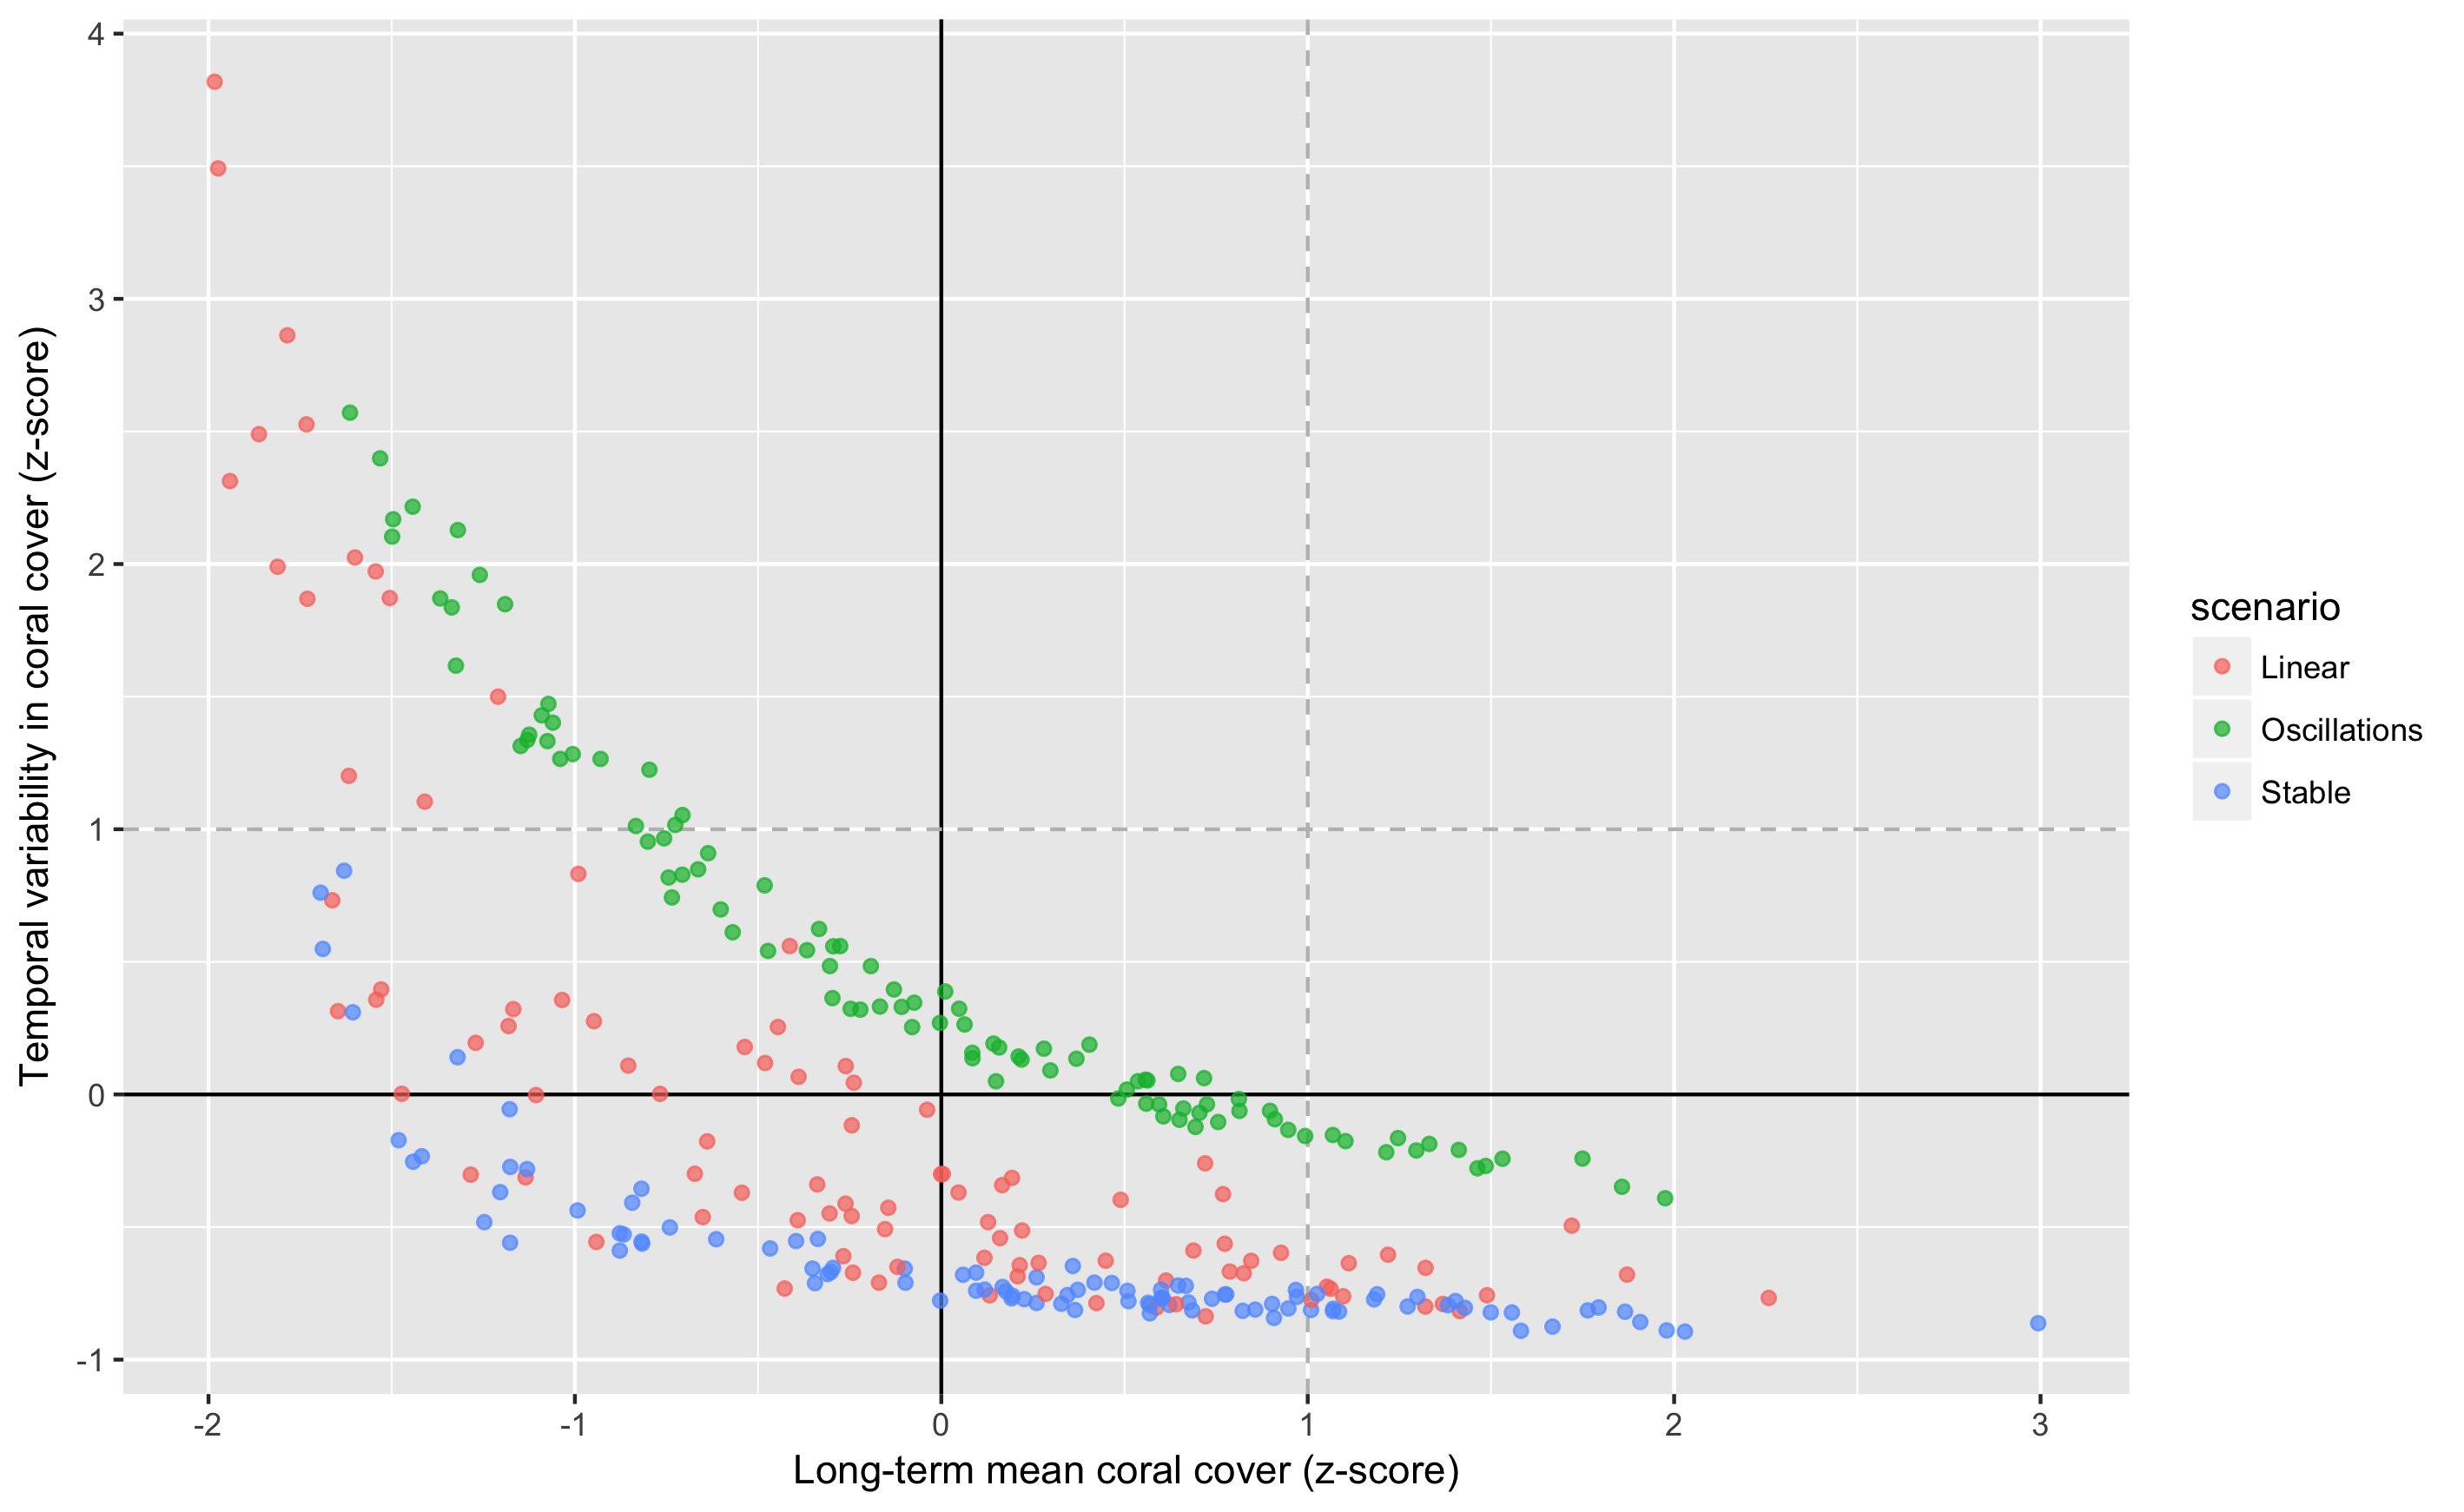 Temporal variability in coral cover (z-score)
4
3
2
1
0
-1
-2
-1
0
1
2
3
Long-term mean coral cover (z-score)
scenario
Linear
Oscillations
Stable